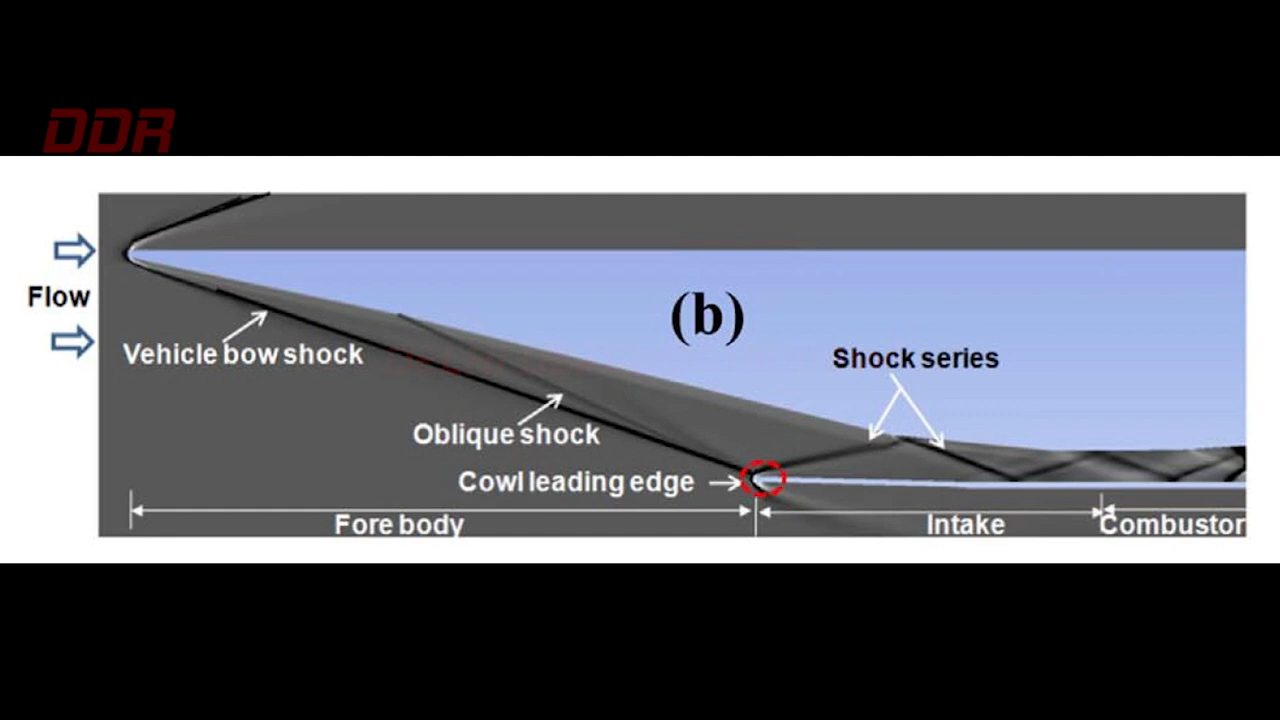 DDR
Flow
(b)
Vehicle bow shock
Shock series
Oblique shock
Cowl leading edge
Fore body
Intake
Combustor